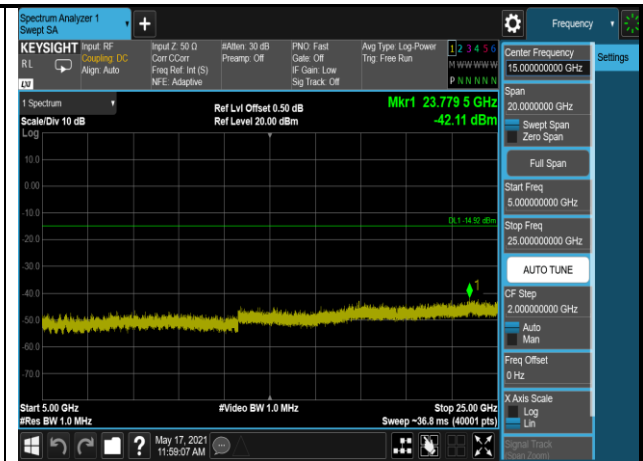 Spectrum Analyzer 1
Swept SA
+
Frequency
KEYSIGHT
RL
LXI
Input: RF
Coupling: DC
Align: Auto
Input Z: 50 Ω
Corr CCorr
Freq Ref: Int (S)
NFE: Adaptive
#Atten: 30 dB
Preamp: Off
PNO: Fast
Gate: Off
IF Gain: Low
Sig Track: Off
Avg Type: Log-Power
Trig: Free Run
1 2 3 4 5 6
M W W W W W
P N N N N N
Center Frequency
15.000000000 GHz
Settings
Span
20.0000000 GHz
Swept Span
Zero Span
Full Span
Start Freq
5.000000000 GHz
Stop Freq
25.000000000 GHz
AUTO TUNE
CF Step
2.000000000 GHz
Auto
Man
Freq Offset
0 Hz
X Axis Scale
Log
Lin
Signal Track
(Span Zoom)
1 Spectrum
Scale/Div 10 dB
Ref Lvl Offset 0.50 dB
Ref Level 20.00 dBm
Mkr1 23.779 5 GHz
-42.11 dBm
Log
10.0
0.00
-10.0
DL1 -14.92 dBm
-20.0
-30.0
-40.0
1
-50.0
-60.0
-70.0
Start 5.00 GHz
#Video BW 1.0 MHz
Stop 25.00 GHz
#Res BW 1.0 MHz
Sweep ~36.8 ms (40001 pts)
?
May 17, 2021
11:59:07 AM